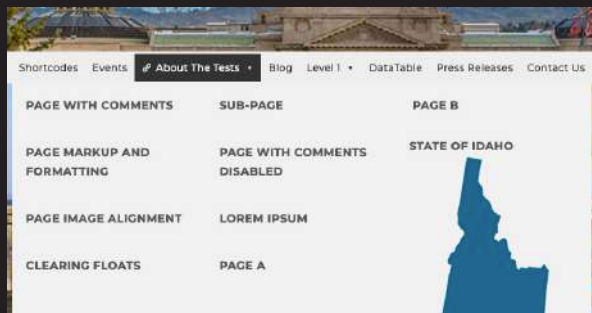 Shortcodes Events About The Tests Blog Level 1 DataTable Press Releases Contact Us
PAGE WITH COMMENTS
PAGE MARKUP AND
FORMATTING
PAGE IMAGE ALIGNMENT
CLEARING FLOATS
SUB-PAGE
PAGE WITH COMMENTS
DISABLED
LOREM IPSUM
PAGE A
PAGE B
STATE OF IDAHO